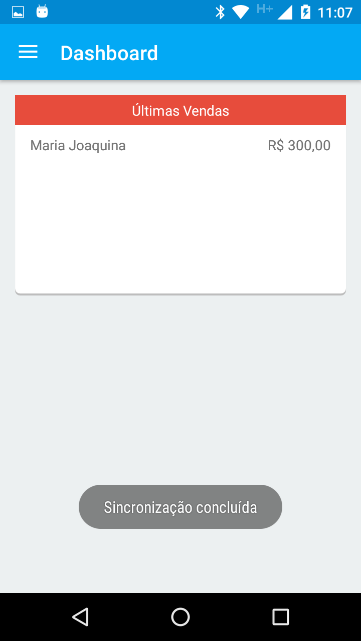 H+ 11:07
Dashboard
Últimas Vendas
Maria Joaquina R$ 300,00
Sincronização concluída